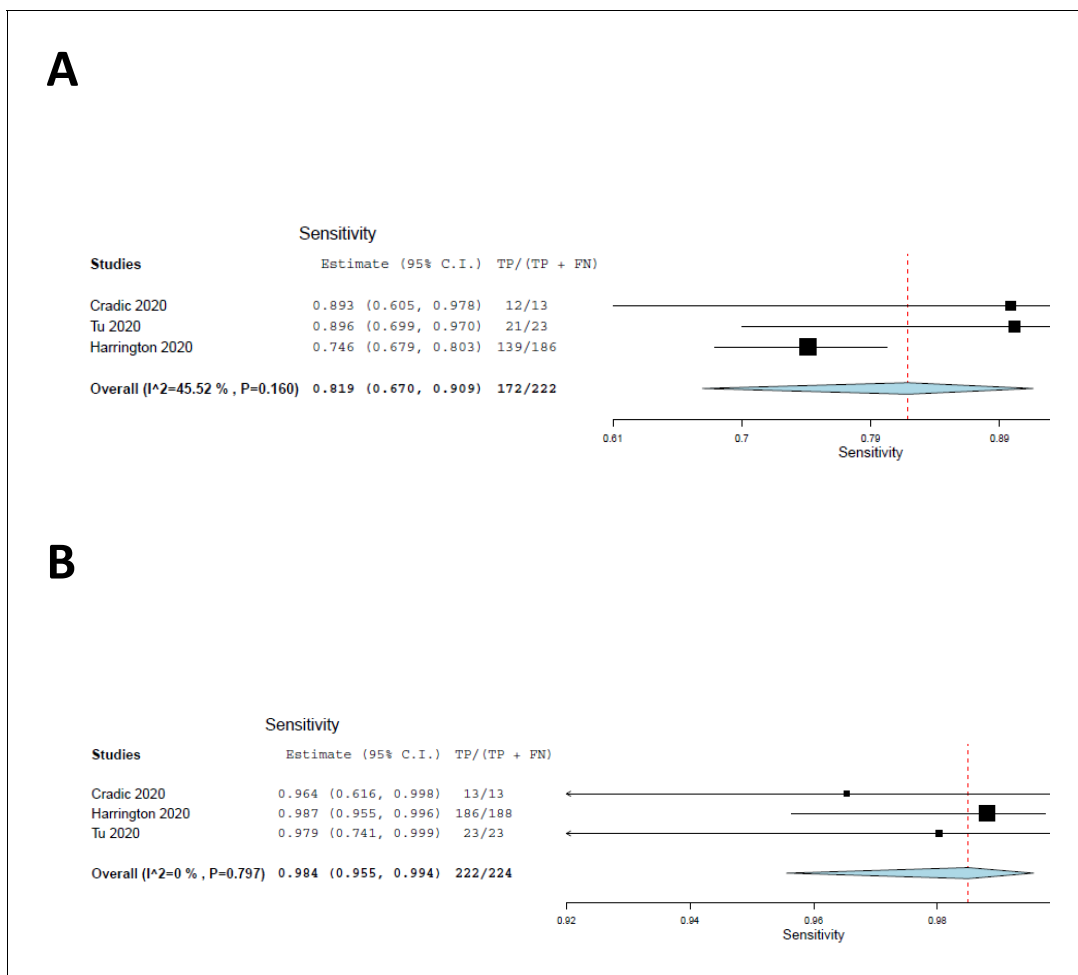 A
Sensitivity
Studies Estimate (95% C.I.) TP/(TP + FN)
Cradic 2020 0.893 (0.605, 0.978) 12/13
Tu 2020 0.896 (0.699, 0.970) 21/23
Harrington 2020 0.746 (0.679, 0.803) 139/186
Overall (I^2=45.52 % , P=0.160) 0.819 (0.670, 0.909) 172/222
0.61 0.7 0.79 0.89
Sensitivity
B
Sensitivity
Studies Estimate (95% C.I.) TP/(TP + FN)
Cradic 2020 0.964 (0.616, 0.998) 13/13
Harrington 2020 0.987 (0.955, 0.996) 186/188
Tu 2020 0.979 (0.741, 0.999) 23/23
Overall (I^2=0 % , P=0.797) 0.984 (0.955, 0.994) 222/224
0.92 0.94 0.96 0.98
Sensitivity